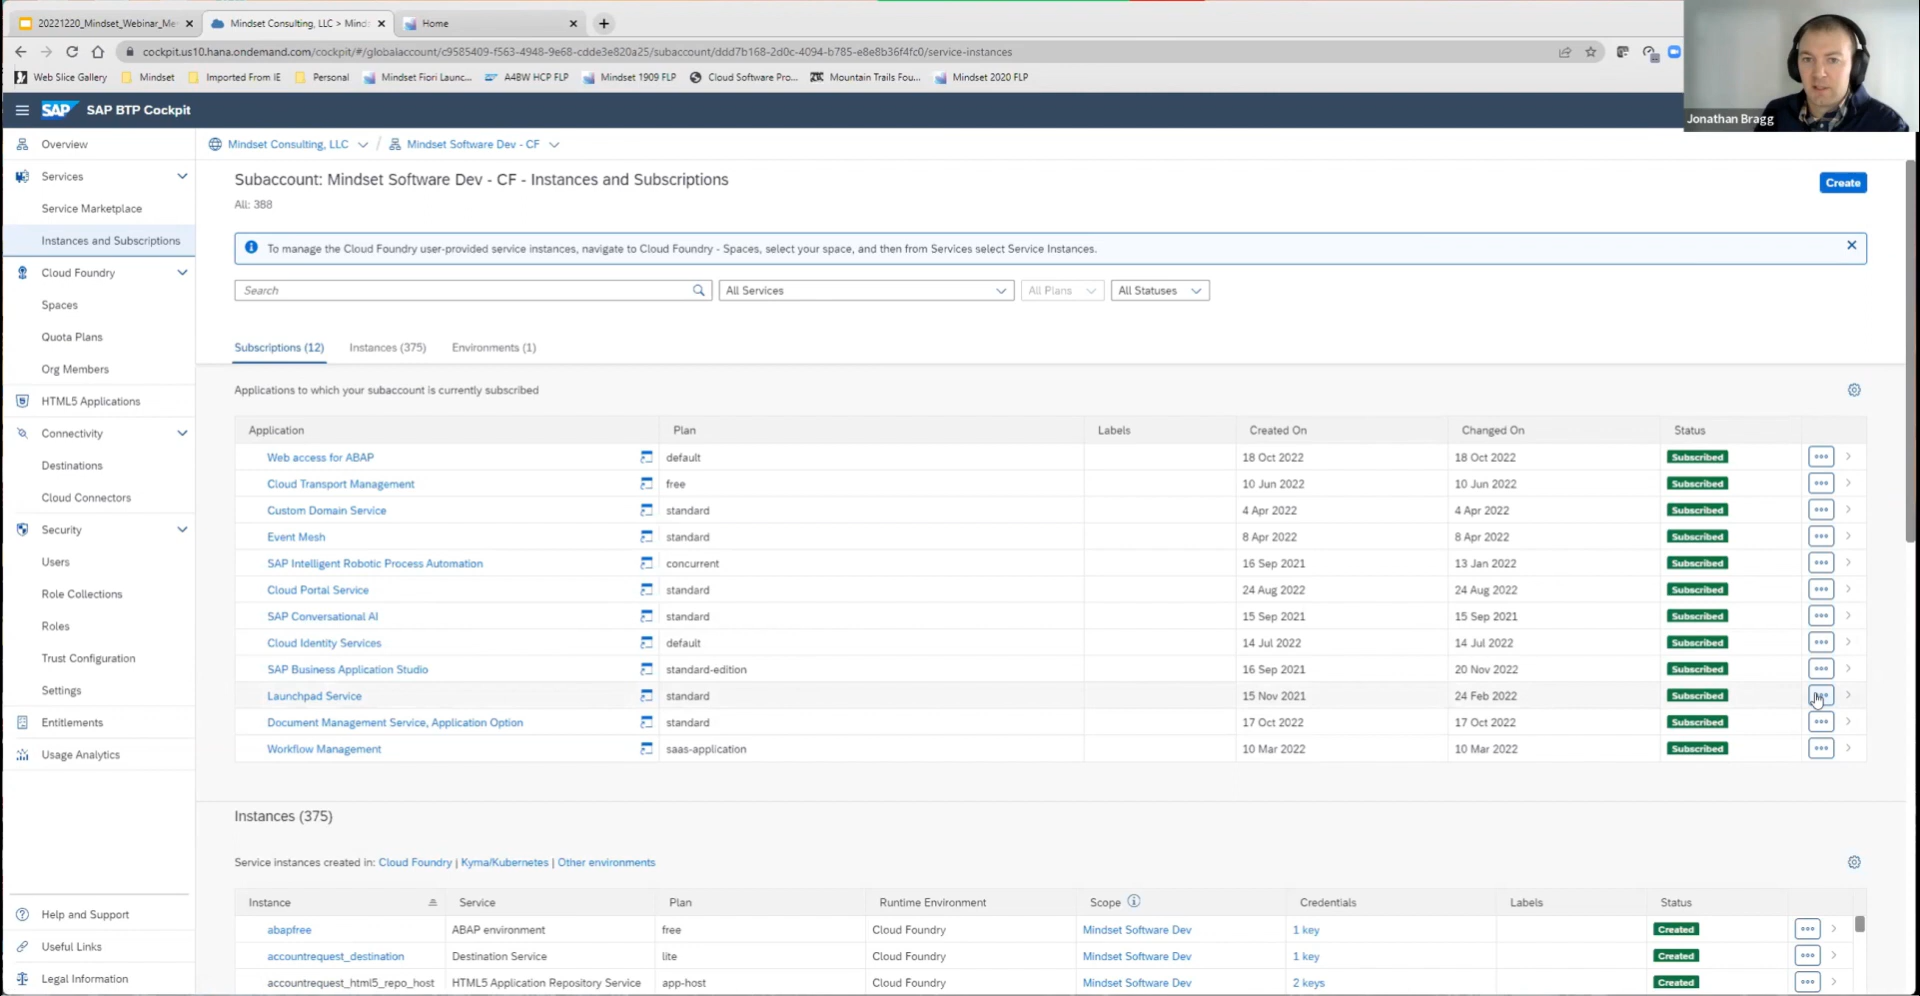 20221220_Mindset_Webinar_Me
Mindset Consulting, LLC > Minds
Home
cockpit.us10.hana.ondemand.com/cockpit/#/globalaccount/c9585409-f563-4948-9e68-cdde3e820a25/subaccount/ddd7b168-2d0c-4094-b785-e8e8b36f4fc0/service-instances
Web Slice Gallery
Mindset
Imported From IE
Personal
Mindset Fiori Launc...
A4BW HCP FLP
Mindset 1909 FLP
Cloud Software Pro...
Mountain Trails Fou...
Mindset 2020 FLP
Jonathan Bragg
SAP SAP BTP Cockpit
Overview
Services
Service Marketplace
Instances and Subscriptions
Cloud Foundry
Spaces
Quota Plans
Org Members
HTML5 Applications
Connectivity
Destinations
Cloud Connectors
Security
Users
Role Collections
Roles
Trust Configuration
Settings
Entitlements
Usage Analytics
Help and Support
Useful Links
Legal Information
Mindset Consulting, LLC / Mindset Software Dev - CF
Subaccount: Mindset Software Dev - CF - Instances and Subscriptions
Create
All: 388
To manage the Cloud Foundry user-provided service instances, navigate to Cloud Foundry - Spaces, select your space, and then from Services select Service Instances.
Search
All Services
All Plans
All Statuses
Subscriptions (12) Instances (375) Environments (1)
Applications to which your subaccount is currently subscribed
Application Plan Labels Created On Changed On Status
Web access for ABAP default 18 Oct 2022 18 Oct 2022 Subscribed
Cloud Transport Management free 10 Jun 2022 10 Jun 2022 Subscribed
Custom Domain Service standard 4 Apr 2022 4 Apr 2022 Subscribed
Event Mesh standard 8 Apr 2022 8 Apr 2022 Subscribed
SAP Intelligent Robotic Process Automation concurrent 16 Sep 2021 13 Jan 2022 Subscribed
Cloud Portal Service standard 24 Aug 2022 24 Aug 2022 Subscribed
SAP Conversational AI standard 15 Sep 2021 15 Sep 2021 Subscribed
Cloud Identity Services default 14 Jul 2022 14 Jul 2022 Subscribed
SAP Business Application Studio standard-edition 16 Sep 2021 20 Nov 2022 Subscribed
Launchpad Service standard 15 Nov 2021 24 Feb 2022 Subscribed
Document Management Service, Application Option standard 17 Oct 2022 17 Oct 2022 Subscribed
Workflow Management saas-application 10 Mar 2022 10 Mar 2022 Subscribed
Instances (375)
Service instances created in: Cloud Foundry | Kyma/Kubernetes | Other environments
Instance Service Plan Runtime Environment Scope Credentials Labels Status
abapfree ABAP environment free Cloud Foundry Mindset Software Dev 1 key Created
accountrequest_destination Destination Service lite Cloud Foundry Mindset Software Dev 1 key Created
accountrequest_html5_repo_host HTML5 Application Repository Service app-host Cloud Foundry Mindset Software Dev 2 keys Created